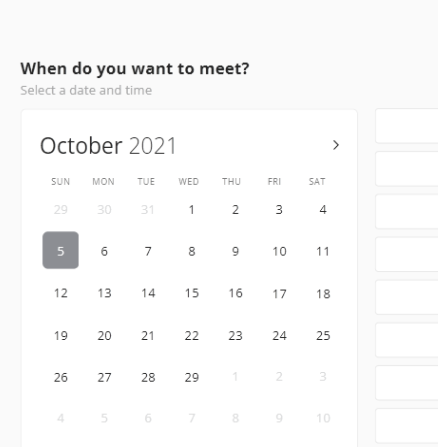 When do you want to meet?
Select a date and time
October 2021
SUN MON TUE WED THU FRI SAT
29 30 31 1 2 3 4
5 6 7 8 9 10 11
12 13 14 15 16 17 18
19 20 21 22 23 24 25
26 27 28 29 1 2 3
4 5 6 7 8 9 10